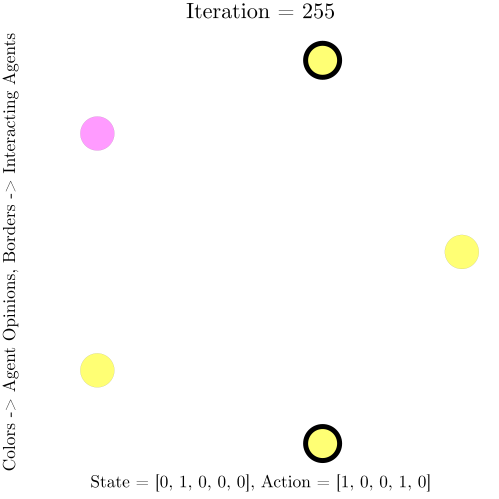 Iteration = 255
Colors -> Agent Opinions, Borders -> Interacting Agents
State = [0, 1, 0, 0, 0], Action = [1, 0, 0, 1, 0]